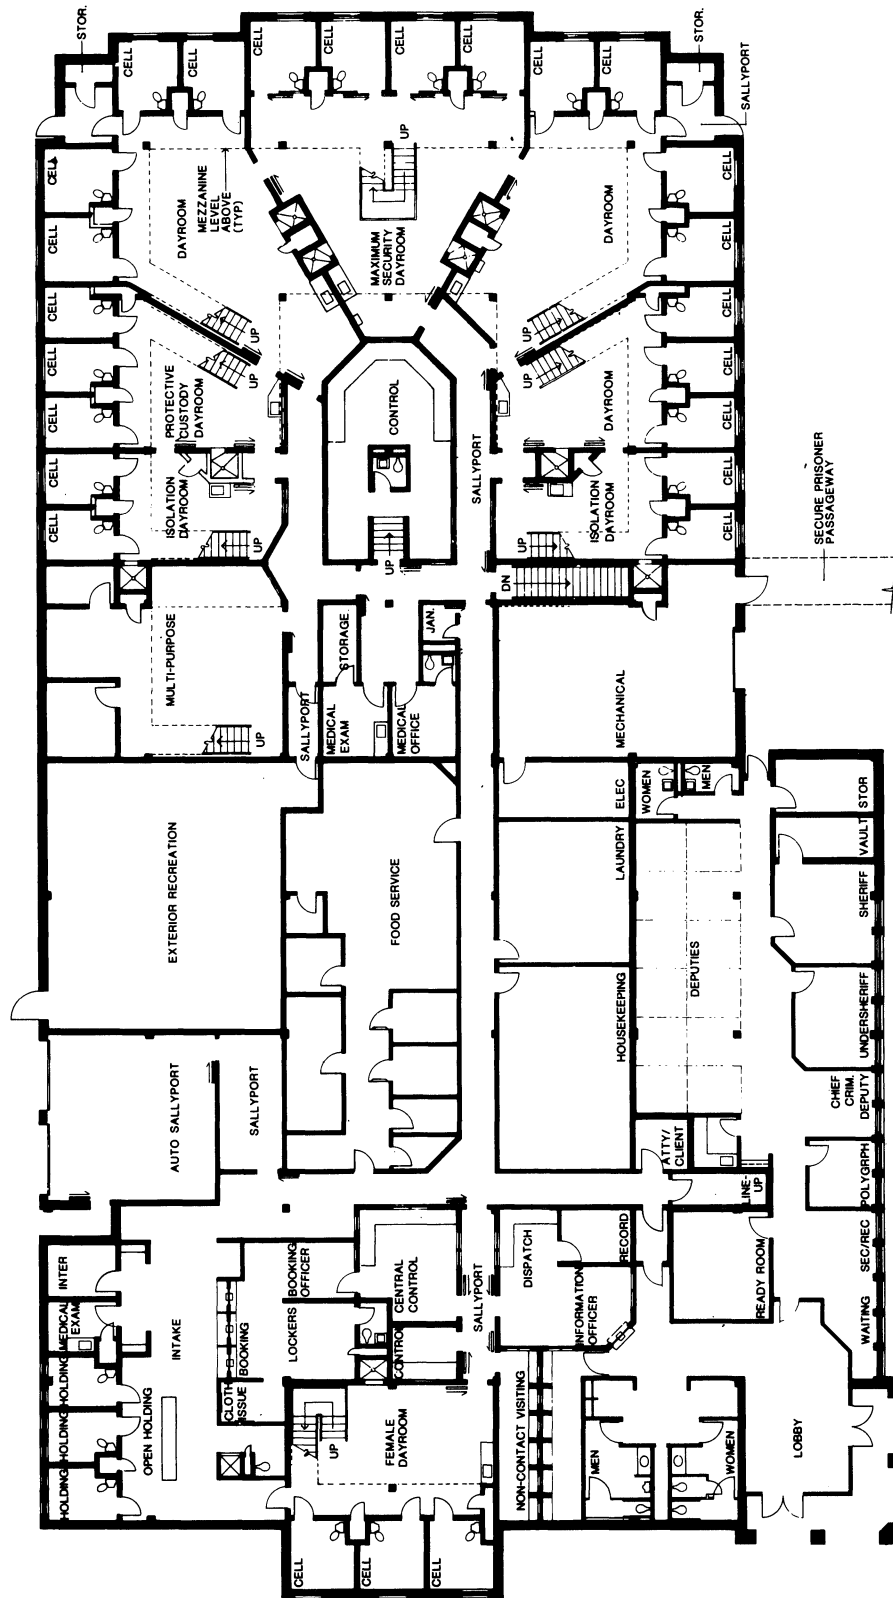 STOR.
CELL
CELL
CELL
CELL
CELL
CELL
CELL
CELL
STOR.
SALLYPORT
CELL
CELL
CELL
CELL
CELL
CELL
CELL
DAYROOM
MEZZANINE
LEVEL
ABOVE
(TYP)
UP
MAXIMUM
SECURITY
DAYROOM
DAYROOM
CELL
CELL
CELL
CELL
CELL
CELL
CELL
UP
UP
UP
UP
PROTECTIVE
CUSTODY
DAYROOM
CONTROL
SALLYPORT
DAYROOM
ISOLATION
DAYROOM
UP
UP
UP
ISOLATION
DAYROOM
SECURE PRISONER
PASSAGEWAY
DN
MULTI-PURPOSE
UP
SALLYPORT
STORAGE
JAN.
MEDICAL
EXAM
MEDICAL
OFFICE
MECHANICAL
EXTERIOR RECREATION
FOOD SERVICE
ELEC
WOMEN
MEN
LAUNDRY
STOR
VAULT
SHERIFF
DEPUTIES
HOUSEKEEPING
UNDERSHERIFF
CHIEF
CRIM.
DEPUTY
AUTO SALLYPORT
SALLYPORT
ATTY/
CLIENT
LINE-
UP
POLYGRPH
INTER
MEDICAL
EXAM
HOLDING
HOLDING
HOLDING
INTAKE
OPEN HOLDING
BOOKING
OFFICER
LOCKERS
BOOKING
CLOTH
ISSUE
CENTRAL
CONTROL
CONTROL
SALLYPORT
DISPATCH
RECORD
INFORMATION
OFFICER
READY ROOM
SEC/REC
WAITING
UP
FEMALE
DAYROOM
NON-CONTACT VISITING
MEN
WOMEN
LOBBY
CELL
CELL
CELL